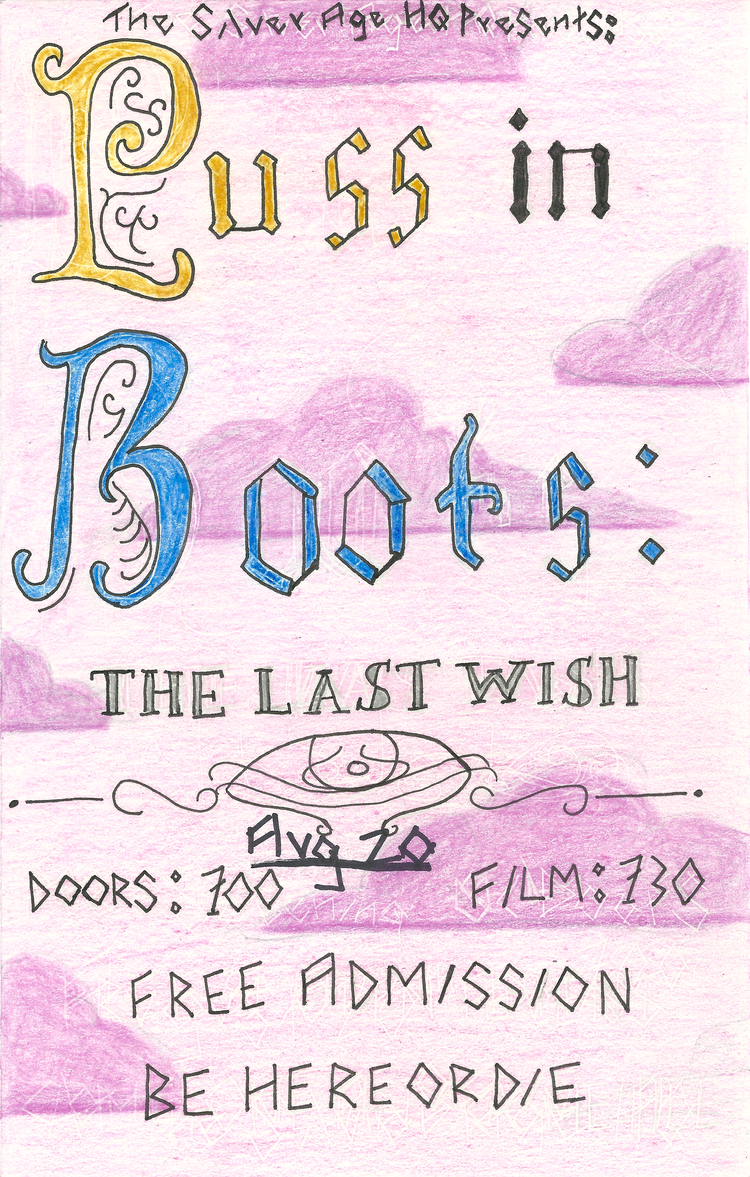 The Silver Age HQ Presents:
Puss in
Boots:
THE LAST WISH
Aug 20
DOORS: 700 FILM: 730
FREE ADMISSION
BE HERE OR DIE